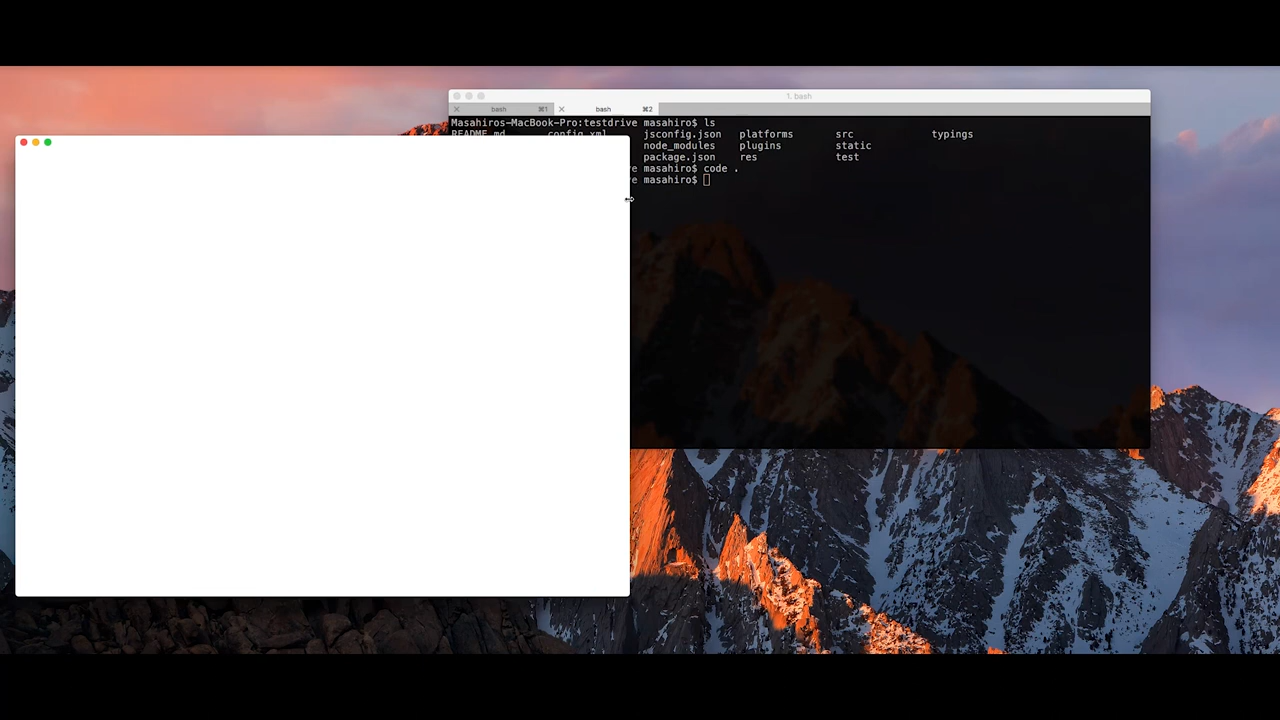 1. bash
bash ⌘1 bash ⌘2
Masahiros-MacBook-Pro:testdrive masahiro$ ls
README.md config.xml jsconfig.json platforms src typings
node_modules plugins static
package.json res test
masahiro$ code .
masahiro$